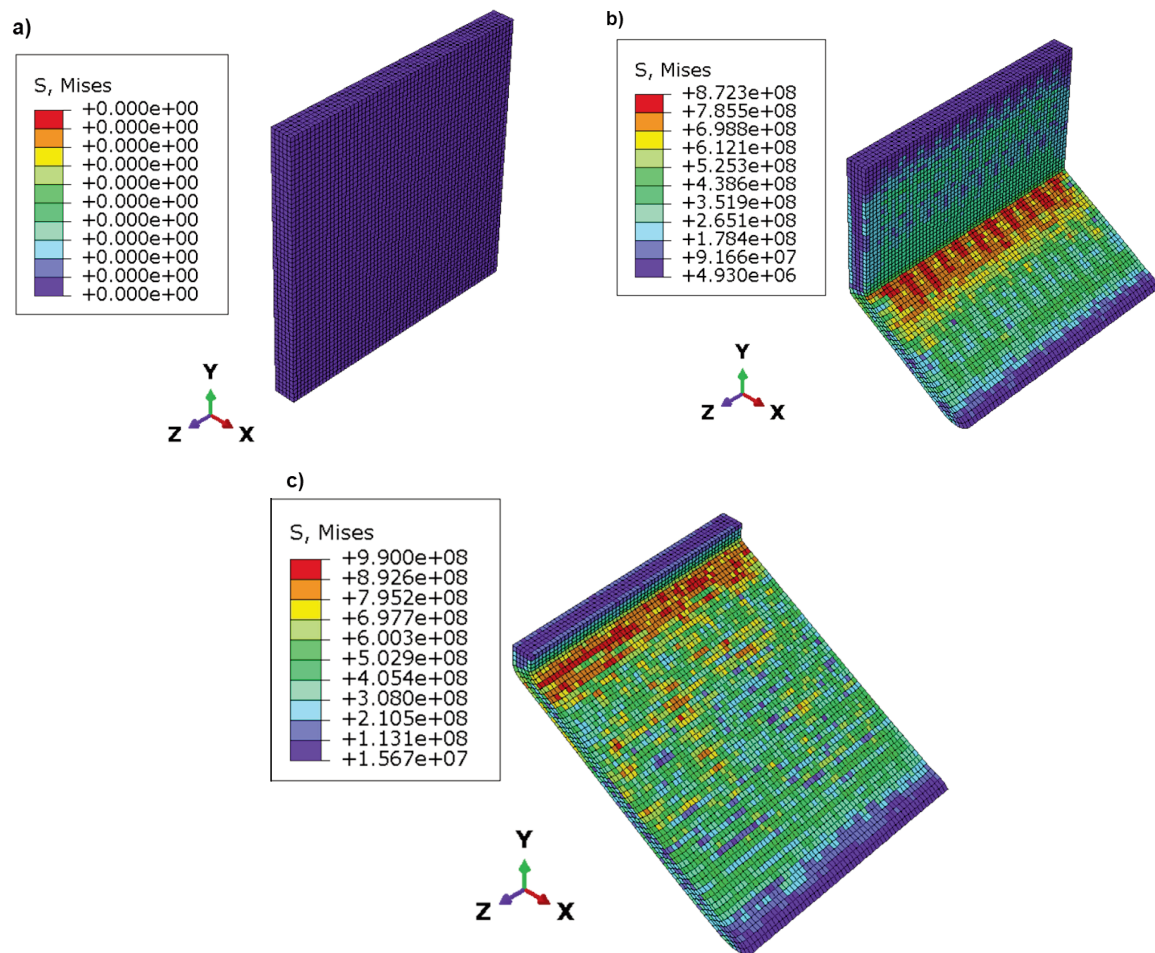 a)
S, Mises
+0.000e+00
+0.000e+00
+0.000e+00
+0.000e+00
+0.000e+00
+0.000e+00
+0.000e+00
+0.000e+00
+0.000e+00
+0.000e+00
+0.000e+00
Y
Z
X
b)
S, Mises
+8.723e+08
+7.855e+08
+6.988e+08
+6.121e+08
+5.253e+08
+4.386e+08
+3.519e+08
+2.651e+08
+1.784e+08
+9.166e+07
+4.930e+06
Y
Z
X
c)
S, Mises
+9.900e+08
+8.926e+08
+7.952e+08
+6.977e+08
+6.003e+08
+5.029e+08
+4.054e+08
+3.080e+08
+2.105e+08
+1.131e+08
+1.567e+07
Y
Z
X